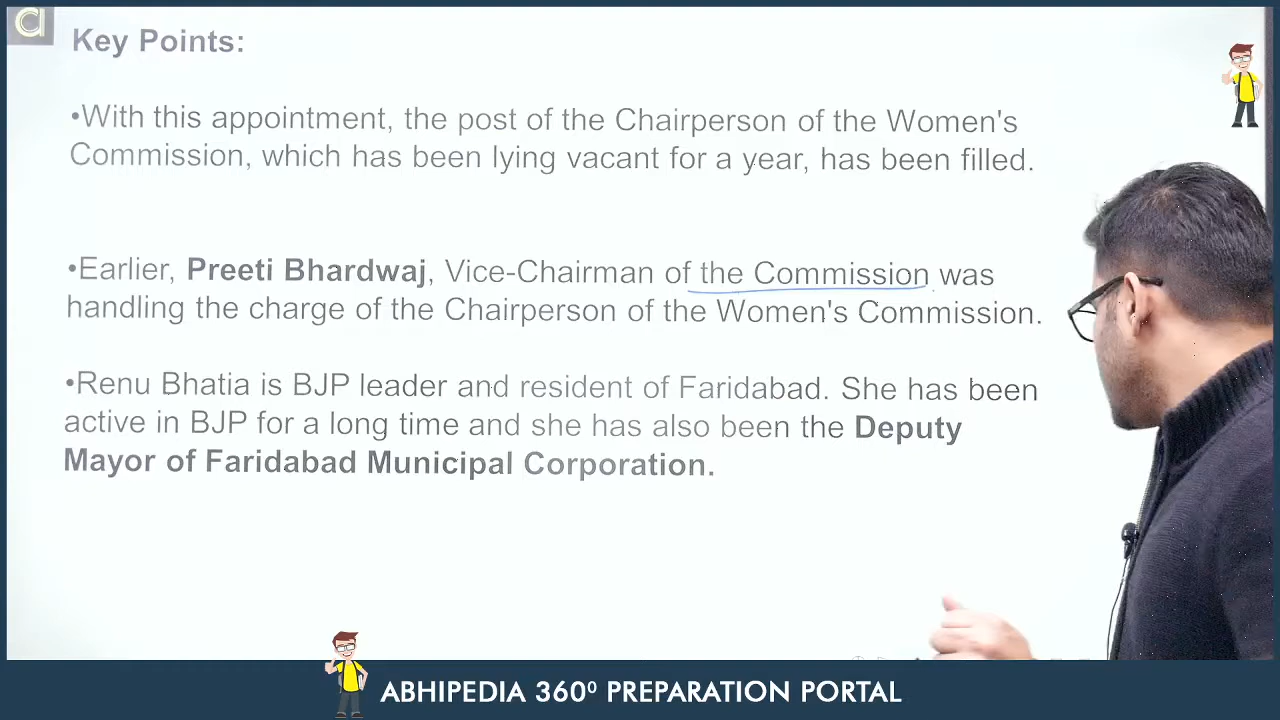 a
Key Points:
•With this appointment, the post of the Chairperson of the Women's
Commission, which has been lying vacant for a year, has been filled.
•Earlier, Preeti Bhardwaj, Vice-Chairman of the Commission was
handling the charge of the Chairperson of the Women's Commission.
•Renu Bhatia is BJP leader and resident of Faridabad. She has been
active in BJP for a long time and she has also been the Deputy
Mayor of Faridabad Municipal Corporation.
ABHIPEDIA 360⁰ PREPARATION PORTAL